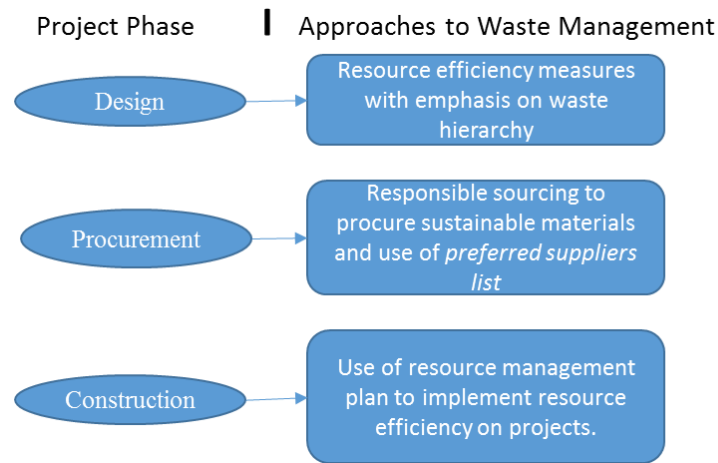 Project Phase
Approaches to Waste Management
Design
Resource efficiency measures
with emphasis on waste
hierarchy
Procurement
Responsible sourcing to
procure sustainable materials
and use of preferred suppliers
list
Construction
Use of resource management
plan to implement resource
efficiency on projects.